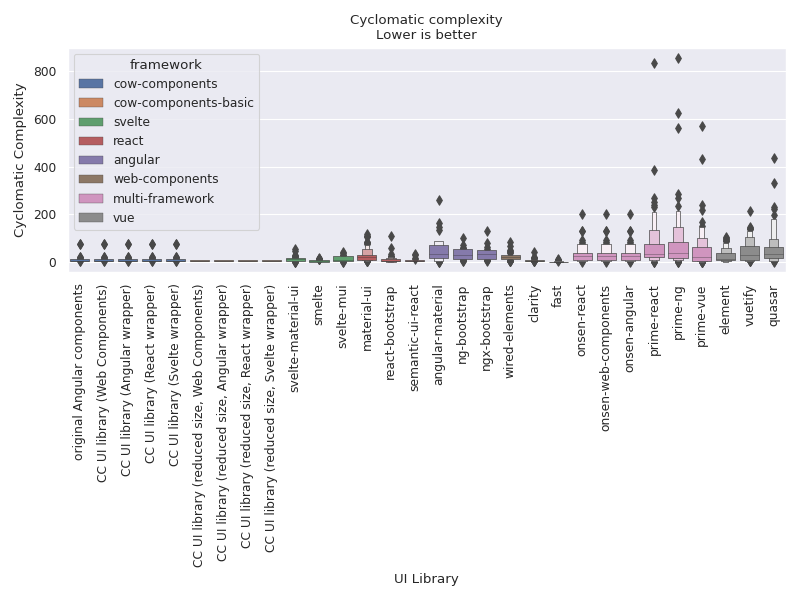 Cyclomatic complexity
Lower is better
Cyclomatic Complexity
800
600
400
200
0
framework
cow-components
cow-components-basic
svelte
react
angular
web-components
multi-framework
vue
original Angular components
CC UI library (Web Components)
CC UI library (Angular wrapper)
CC UI library (React wrapper)
CC UI library (Svelte wrapper)
CC UI library (reduced size, Web Components)
CC UI library (reduced size, Angular wrapper)
CC UI library (reduced size, React wrapper)
CC UI library (reduced size, Svelte wrapper)
svelte-material-ui
smelte
svelte-mui
material-ui
react-bootstrap
semantic-ui-react
angular-material
ng-bootstrap
ngx-bootstrap
wired-elements
clarity
fast
onsen-react
onsen-web-components
onsen-angular
prime-react
prime-ng
prime-vue
element
vuetify
quasar
UI Library